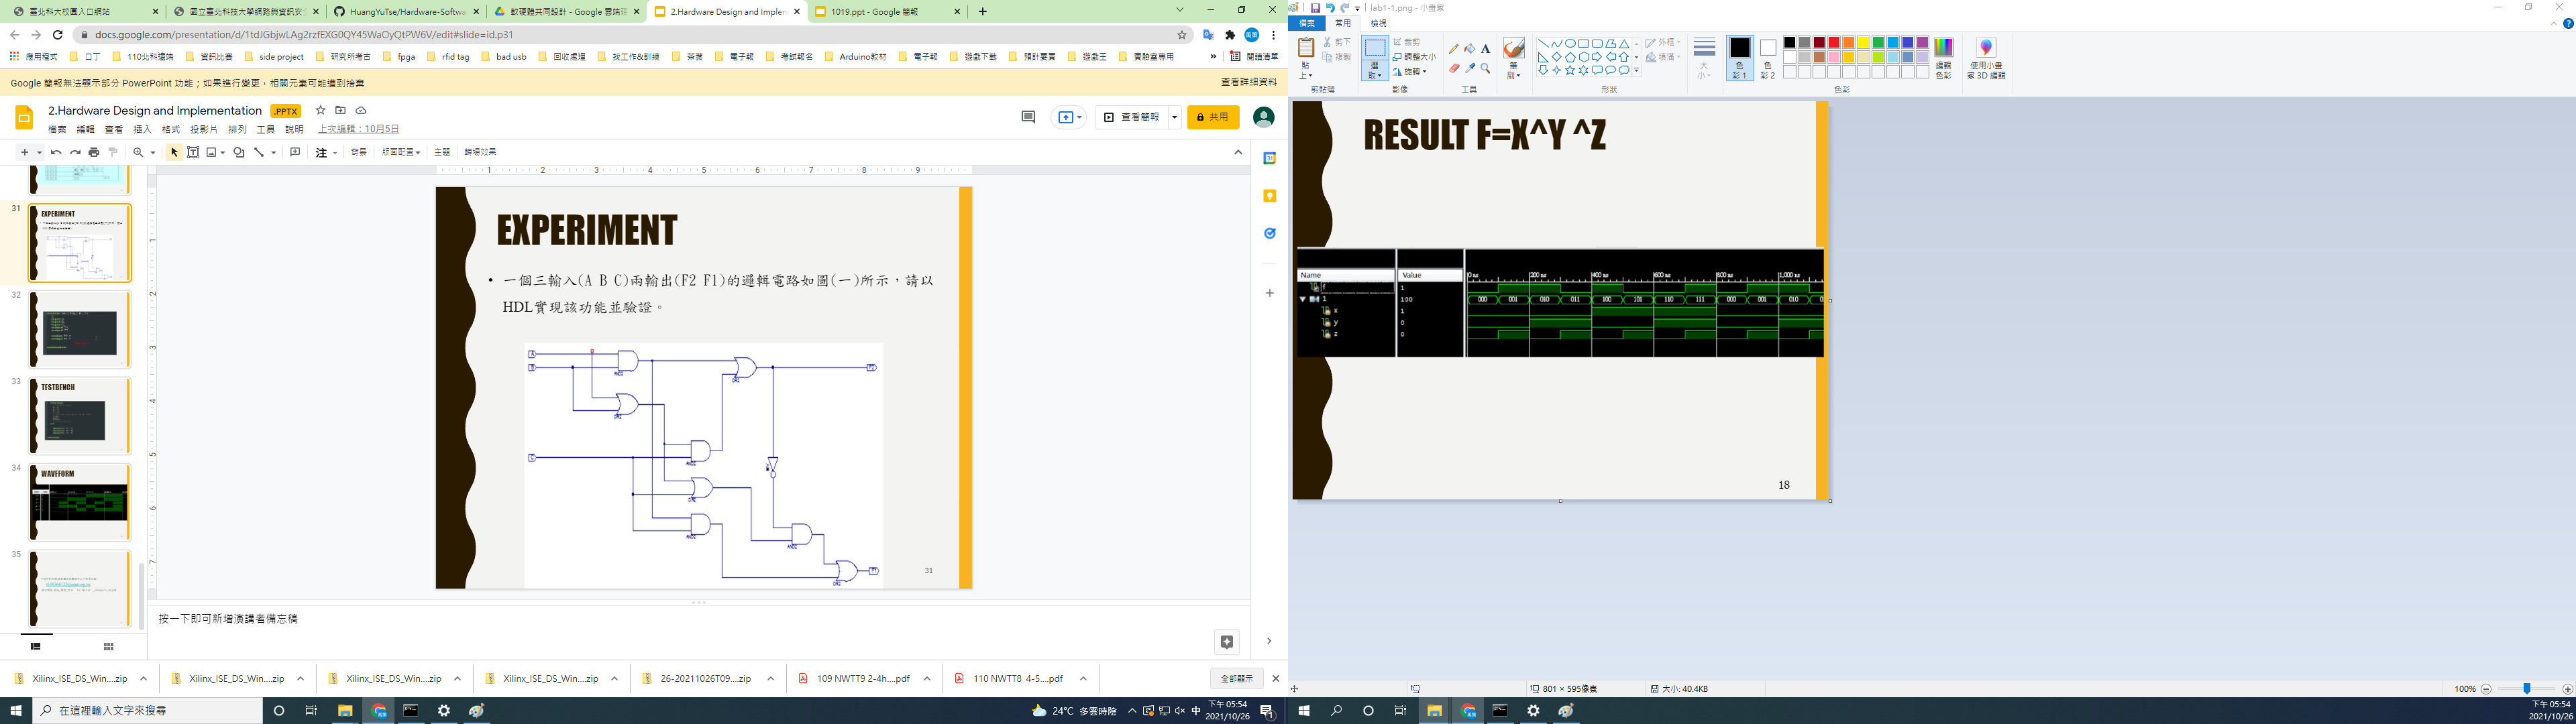 臺北科大校園入口網站
國立臺北科技大學網路與資訊安全
HuangYuTse/Hardware-Softwa
軟硬體共同設計 - Google 雲端硬
2.Hardware Design and Implem
1019.ppt - Google 簡報
docs.google.com/presentation/d/1tdJGbjwLAg2rzfEXG0QY45WaOyQtPW6V/edit#slide=id.p31
應用程式
口丁
110北科遠端
資訊比賽
side project
研究所考古
fpga
rfid tag
bad usb
回收處理
找工作&訓練
茶葉
電子報
考試報名
Arduino教材
電子報
遊戲下載
預計要買
遊戲王
實驗室專用
»
閱讀清單
Google 簡報無法顯示部分 PowerPoint 功能；如果進行變更，相關元素可能遭到捨棄
查看詳細資料
2.Hardware Design and Implementation
.PPTX
檔案 編輯 查看 插入 格式 投影片 排列 工具 說明
上次編輯：10月5日
查看簡報
共用
注
背景
版面配置
主題
轉場效果
31
EXPERIMENT
32
33
TESTBENCH
34
WAVEFORM
35
EXPERIMENT
• 一個三輸入(A B C)兩輸出(F2 F1)的邏輯電路如圖(一)所示，請以
HDL實現該功能並驗證。
31
按一下即可新增演講者備忘稿
Xilinx_ISE_DS_Win....zip
Xilinx_ISE_DS_Win....zip
Xilinx_ISE_DS_Win....zip
Xilinx_ISE_DS_Win....zip
26-20211026T09....zip
109 NWTT9 2-4h....pdf
110 NWTT8 4-5....pdf
全部顯示
在這裡輸入文字來搜尋
24°C 多雲時陰
中
下午 05:54
2021/10/26
lab1-1.png - 小畫家
檔案
常用
檢視
貼上
剪下
複製
剪貼簿
選取
裁剪
調整大小
旋轉
影像
工具
筆刷
形狀
外框
填滿
大小
色彩 1
色彩 2
色彩
編輯色彩
使用小畫家 3D 編輯
RESULT F=X^Y ^Z
Name
Value
0 ns
200 ns
400 ns
600 ns
800 ns
1,000 ns
f
1
100
000 001 010 011 100 101 110 111 000 001 010
x
1
y
0
z
0
18
801 × 595像素
大小: 40.4KB
100%
下午 05:54
2021/10/26